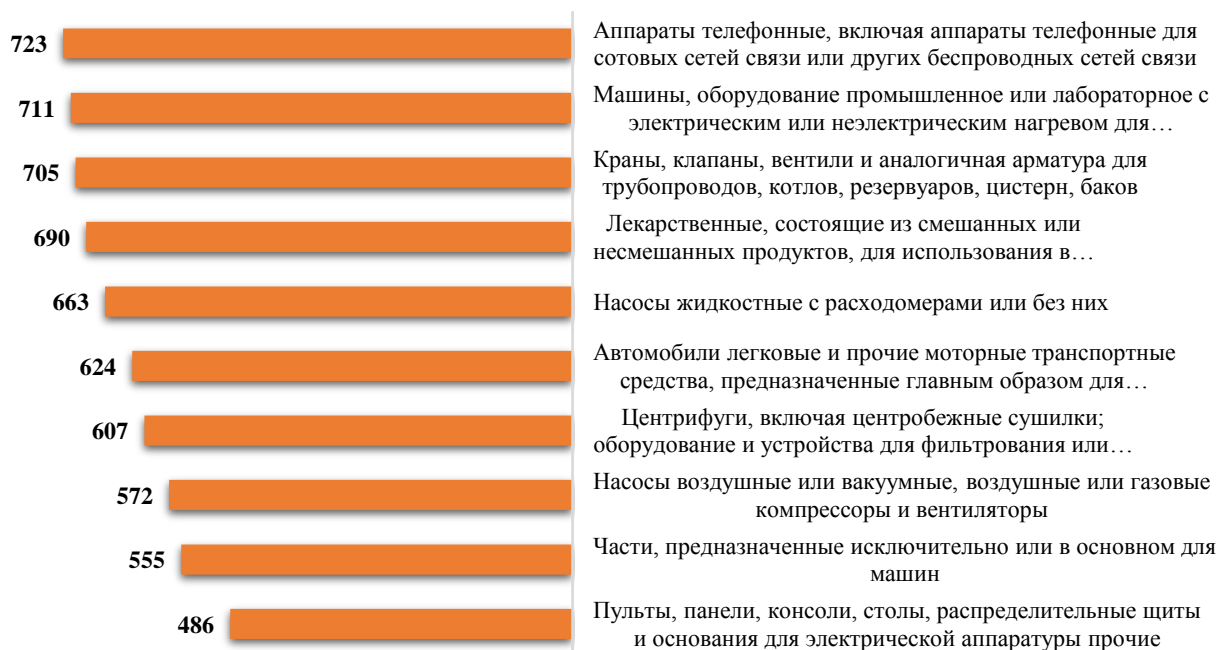 723
Аппараты телефонные, включая аппараты телефонные для
сотовых сетей связи или других беспроводных сетей связи
711
Машины, оборудование промышленное или лабораторное с
электрическим или неэлектрическим нагревом для…
705
Краны, клапаны, вентили и аналогичная арматура для
трубопроводов, котлов, резервуаров, цистерн, баков
690
Лекарственные, состоящие из смешанных или
несмешанных продуктов, для использования в…
663
Насосы жидкостные с расходомерами или без них
624
Автомобили легковые и прочие моторные транспортные
средства, предназначенные главным образом для…
607
Центрифуги, включая центробежные сушилки;
оборудование и устройства для фильтрования или…
572
Насосы воздушные или вакуумные, воздушные или газовые
компрессоры и вентиляторы
555
Части, предназначенные исключительно или в основном для
машин
486
Пульты, панели, консоли, столы, распределительные щиты
и основания для электрической аппаратуры прочие